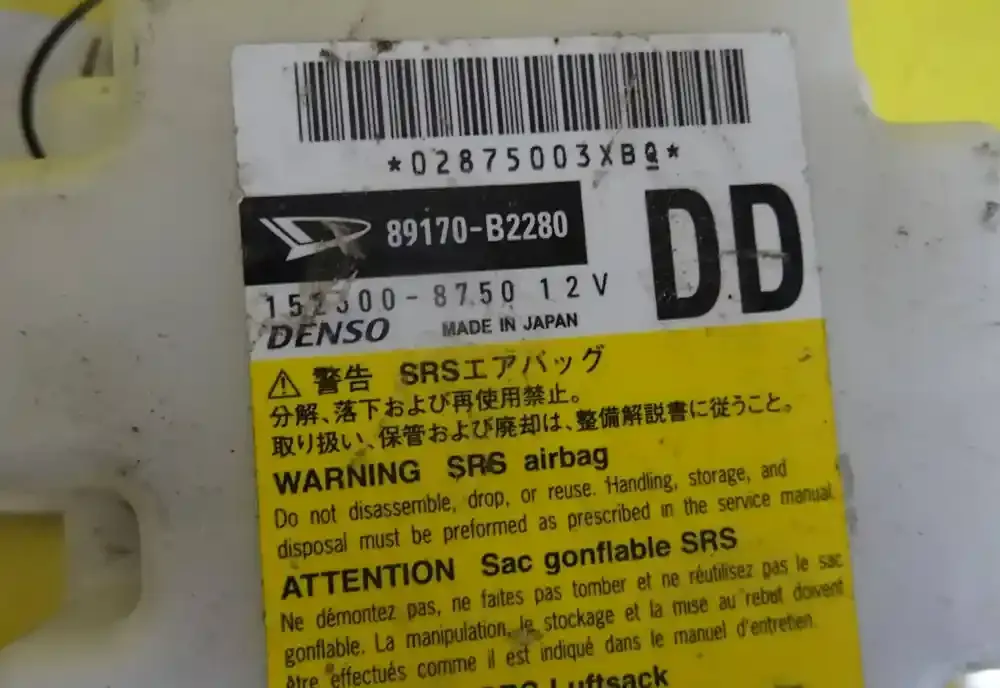 *02875003XBQ*
89170-B2280
DD
152300-8750 12V
DENSO MADE IN JAPAN
警告 SRSエアバッグ
分解、落下および再使用禁止。
取り扱い、保管および廃却は、整備解説書に従うこと。
WARNING SRS airbag
Do not disassemble, drop, or reuse. Handling, storage, and
disposal must be preformed as prescribed in the service manual.
ATTENTION Sac gonflable SRS
Ne démontez pas, ne faites pas tomber et ne réutilisez pas le sac
gonflable. La manipulation, le stockage et la mise au rebut doivent
être effectués comme il est indiqué dans le manuel d'entretien.
SRS Luftsack